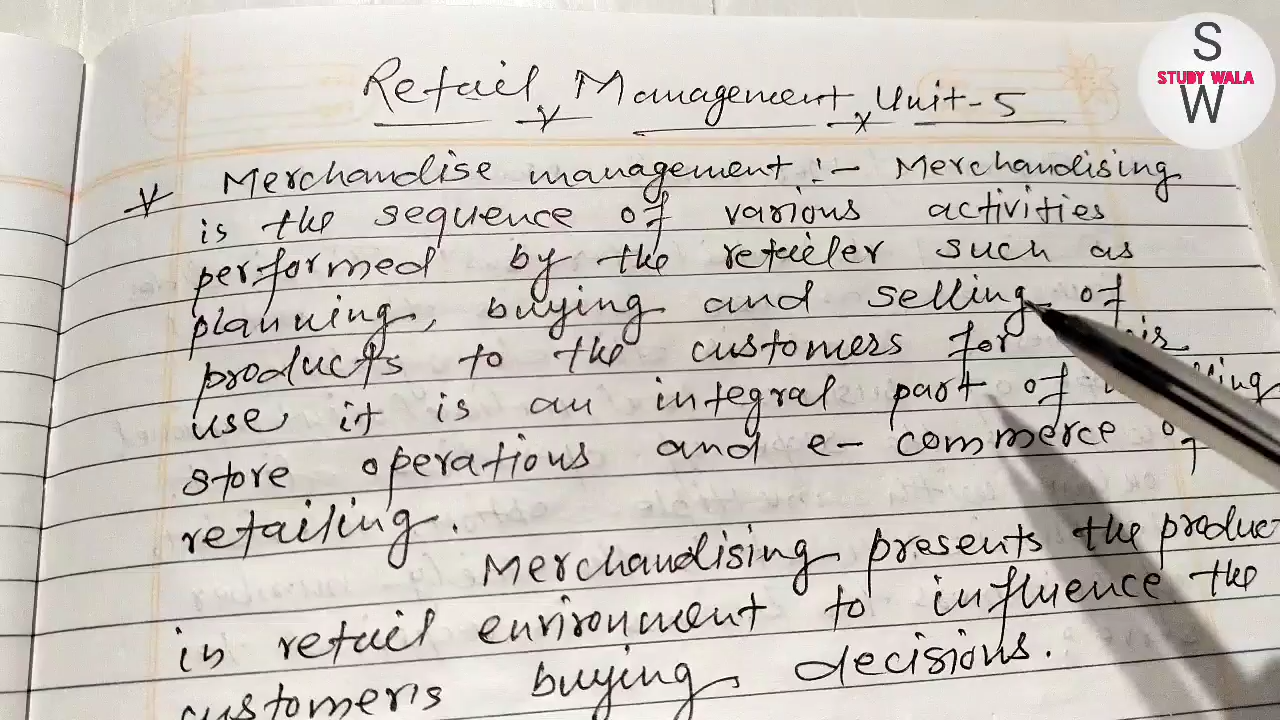 Retail Management Unit-5
Merchandise management :- Merchandising
is the sequence of various activities
performed by the retailer such as
planning, buying and selling of
products to the customers for
use it is an integral part of
store operations and e-commerce of
retailing.
Merchandising presents the product
in retail environment to influence the
customers buying decisions.
S
STUDY WALA
W